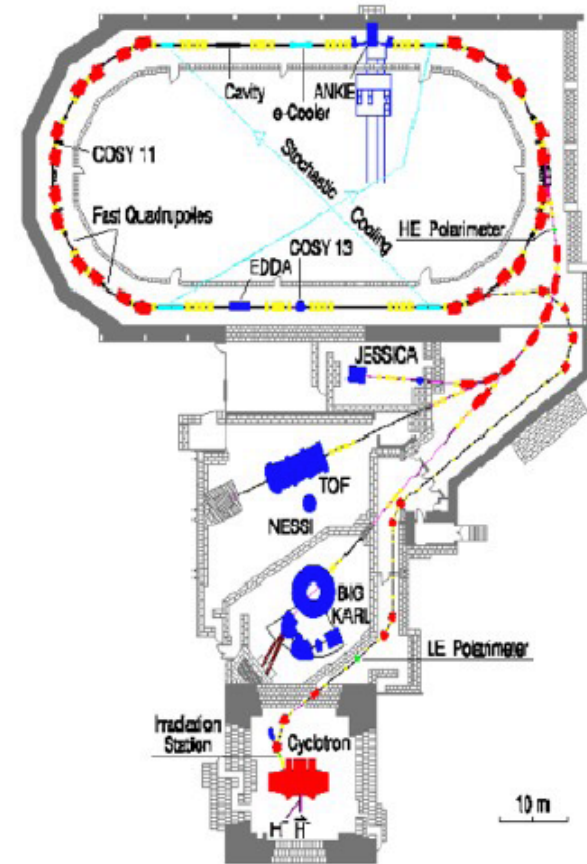 Cavity
e-Cooler
ANKE
COSY 11
Stochastic
Cooling
Fast Quadrupoles
HE Polarimeter
COSY 13
EDDA
JESSICA
TOF
NESSI
BIG
KARL
LE Polarimeter
Irradiation
Station
Cyclotron
10 m
H⁻ H⁻